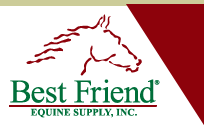 Best Friend®
EQUINE SUPPLY, INC.